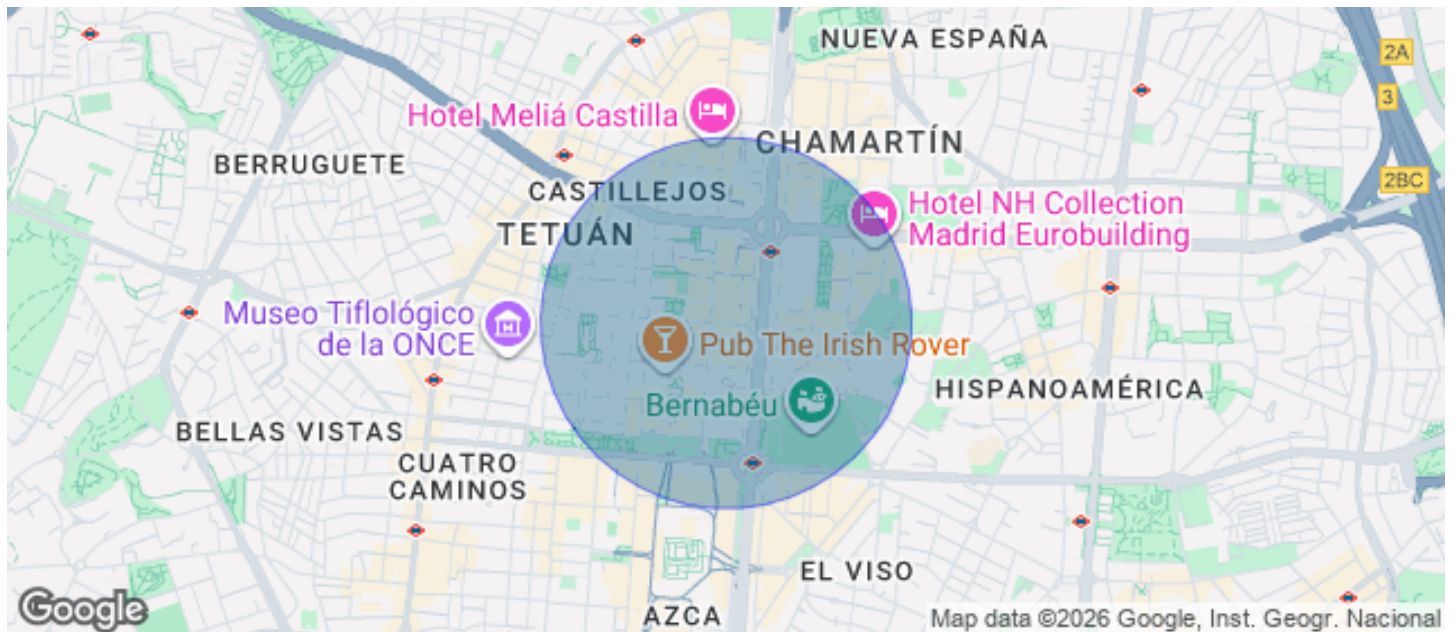 NUEVA ESPAÑA
2A
3
Hotel Meliá Castilla
CHAMARTÍN
BERRUGUETE
2BC
CASTILLEJOS
Hotel NH Collection
Madrid Eurobuilding
TETUÁN
Museo Tiflológico
de la ONCE
Pub The Irish Rover
HISPANOAMÉRICA
Bernabéu
BELLAS VISTAS
CUATRO
CAMINOS
EL VISO
AZCA
Google
Map data ©2026 Google, Inst. Geogr. Nacional